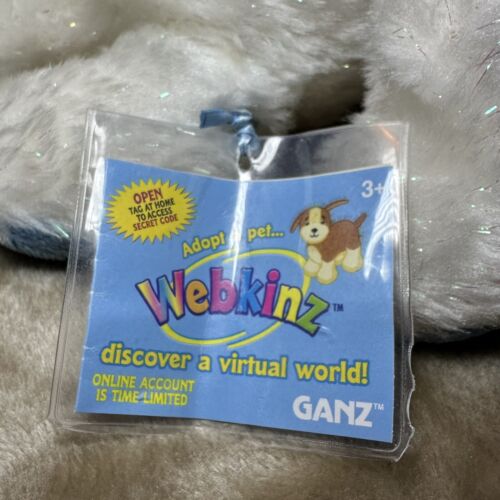 OPEN
TAG AT HOME
TO ACCESS
SECRET CODE
3+
Adopt a pet...
Webkinz™
discover a virtual world!
ONLINE ACCOUNT
IS TIME LIMITED
GANZ™